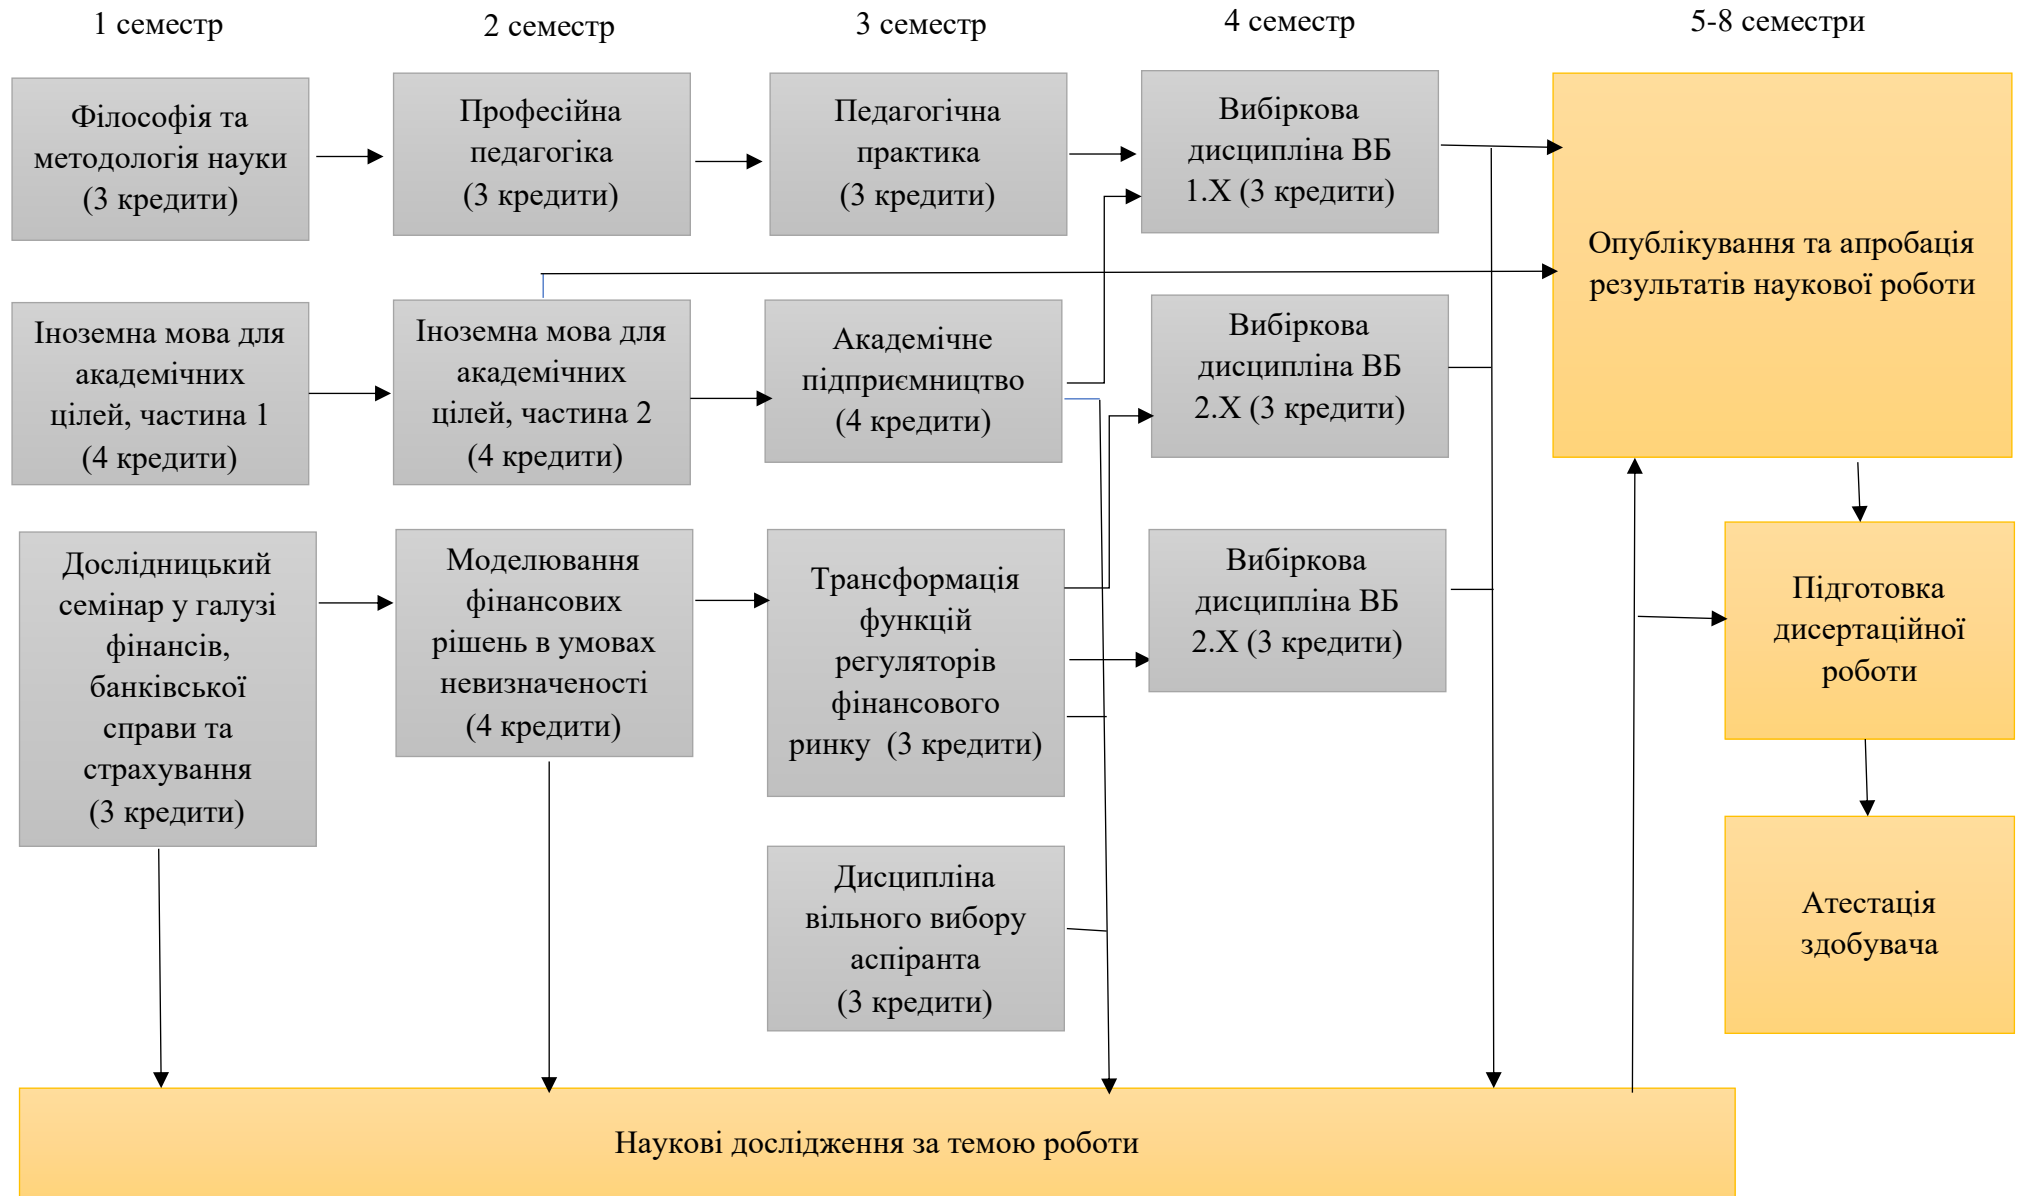 1 семестр
2 семестр
3 семестр
4 семестр
5-8 семестри
Філософія та
методологія науки
(3 кредити)
Професійна
педагогіка
(3 кредити)
Педагогічна
практика
(3 кредити)
Вибіркова
дисципліна ВБ
1.X (3 кредити)
Опублікування та апробація
результатів наукової роботи
Іноземна мова для
академічних
цілей, частина 1
(4 кредити)
Іноземна мова для
академічних
цілей, частина 2
(4 кредити)
Академічне
підприємництво
(4 кредити)
Вибіркова
дисципліна ВБ
2.X (3 кредити)
Дослідницький
семінар у галузі
фінансів,
банківської
справи та
страхування
(3 кредити)
Моделювання
фінансових
рішень в умовах
невизначеності
(4 кредити)
Трансформація
функцій
регуляторів
фінансового
ринку (3 кредити)
Вибіркова
дисципліна ВБ
2.X (3 кредити)
Підготовка
дисертаційної
роботи
Дисципліна
вільного вибору
аспіранта
(3 кредити)
Атестація
здобувача
Наукові дослідження за темою роботи